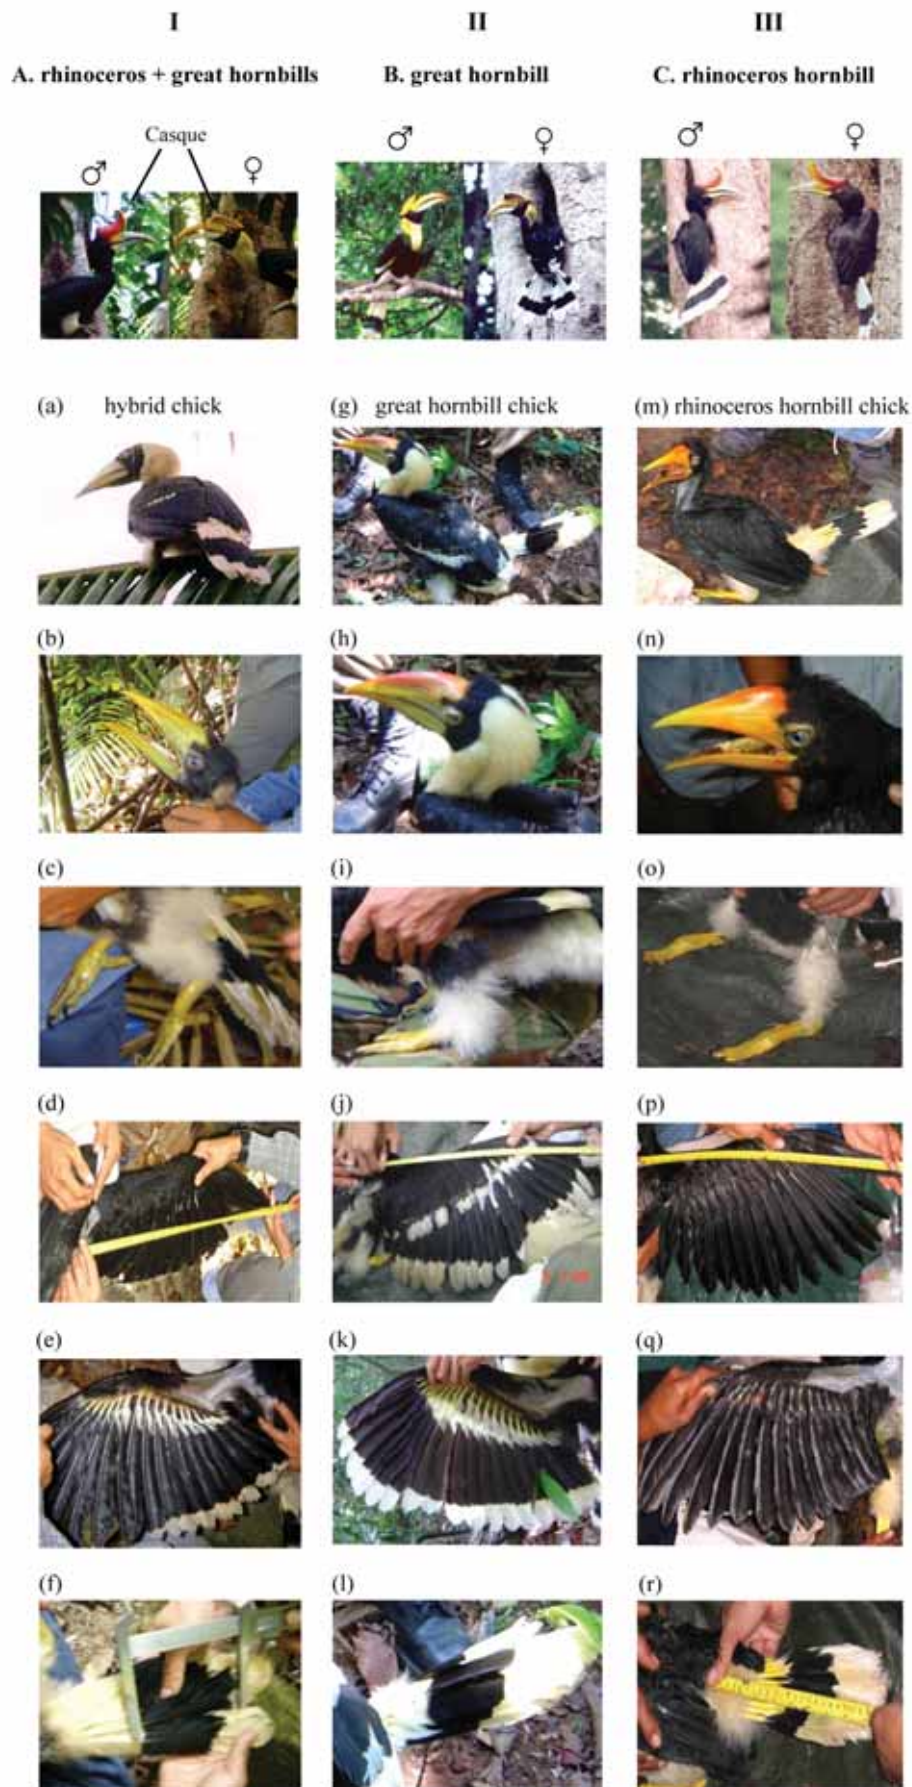 I II III
A. rhinoceros + great hornbills B. great hornbill C. rhinoceros hornbill
Casque
♂ ♀ ♂ ♀ ♂ ♀
(a) hybrid chick (g) great hornbill chick (m) rhinoceros hornbill chick
(b) (h) (n)
(c) (i) (o)
(d) (j) (p)
(e) (k) (q)
(f) (l) (r)